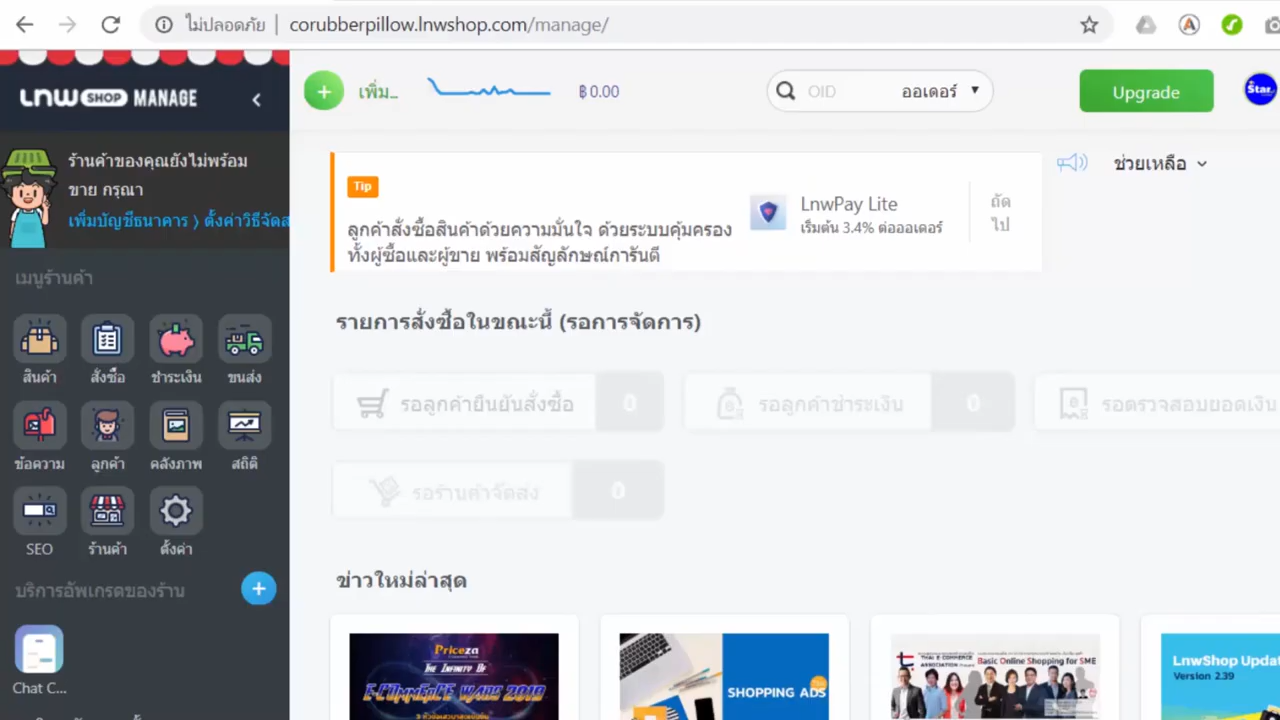 ไม่ปลอดภัย | corubberpillow.lnwshop.com/manage/
LnW SHOP MANAGE
เพิ่ม...
฿ 0.00
OID
ออเดอร์
Upgrade
Star
ร้านค้าของคุณยังไม่พร้อม
ขาย กรุณา
เพิ่มบัญชีธนาคาร › ตั้งค่าวิธีจัดส
Tip
ลูกค้าสั่งซื้อสินค้าด้วยความมั่นใจ ด้วยระบบคุ้มครอง
ทั้งผู้ซื้อและผู้ขาย พร้อมสัญลักษณ์การันตี
LnwPay Lite
เริ่มต้น 3.4% ต่อออเดอร์
ถัด
ไป
ช่วยเหลือ
เมนูร้านค้า
สินค้า
สั่งซื้อ
ชำระเงิน
ขนส่ง
ข้อความ
ลูกค้า
คลังภาพ
สถิติ
SEO
ร้านค้า
ตั้งค่า
บริการอัพเกรดของร้าน
Chat C...
รายการสั่งซื้อในขณะนี้ (รอการจัดการ)
รอลูกค้ายืนยันสั่งซื้อ 0
รอลูกค้าชำระเงิน 0
รอตรวจสอบยอดเงิน
รอร้านค้าจัดส่ง 0
ข่าวใหม่ล่าสุด
Priceza
The Infinity Of
E-Commerce Wars 2019
SHOPPING ADS
THAI E-COMMERCE
ASSOCIATION
Basic Online Shopping for SME
LnwShop Updat
Version 2.39